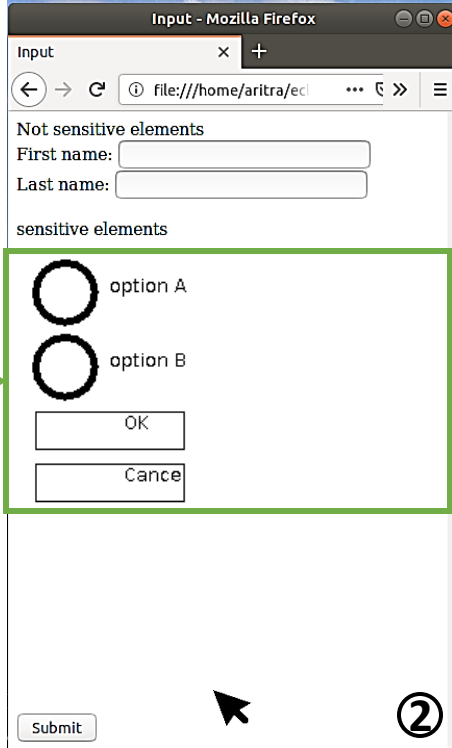 Input - Mozilla Firefox
Input
file:///home/aritra/ecl
Not sensitive elements
First name:
Last name:
sensitive elements
option A
option B
OK
Cance
Submit
2